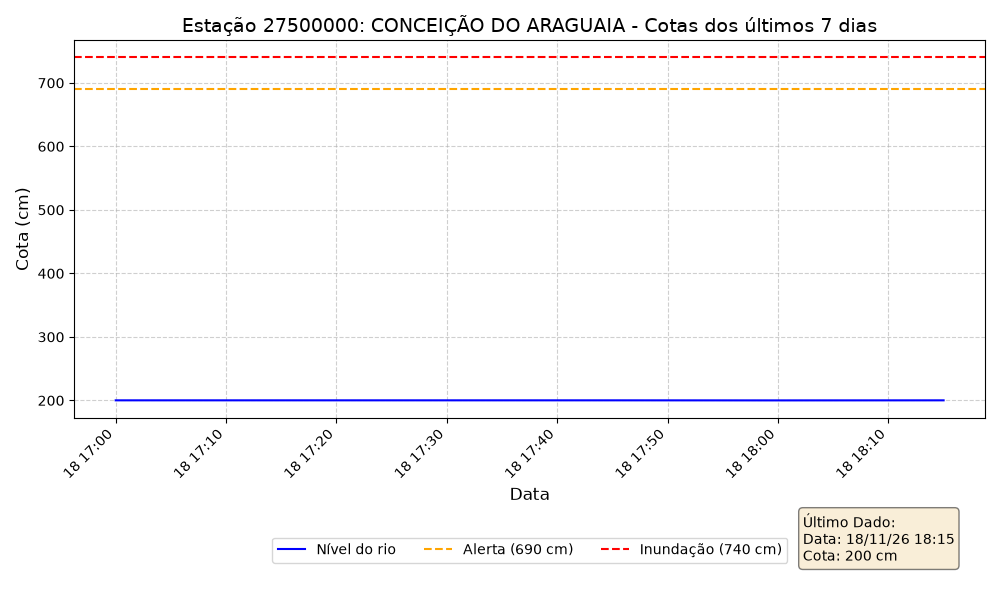 Estação 27500000: CONCEIÇÃO DO ARAGUAIA - Cotas dos últimos 7 dias
Cota (cm)
700
600
500
400
300
200
18 17:00
18 17:10
18 17:20
18 17:30
18 17:40
18 17:50
18 18:00
18 18:10
Data
Nível do rio
Alerta (690 cm)
Inundação (740 cm)
Último Dado:
Data: 18/11/26 18:15
Cota: 200 cm